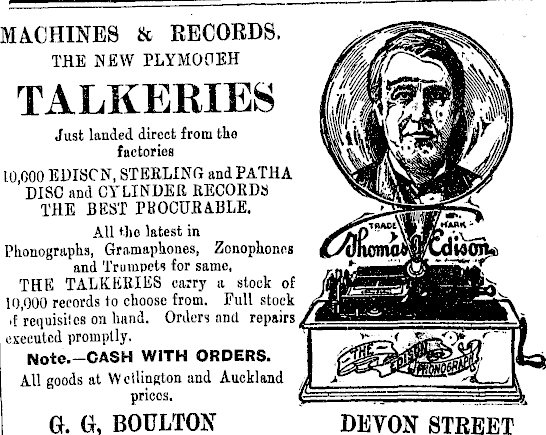 MACHINES & RECORDS.
THE NEW PLYMOUTH
TALKERIES
Just landed direct from the
factories
10,000 EDISON, STERLING and PATHA
DISC and CYLINDER RECORDS
THE BEST PROCURABLE.
All the latest in
Phonographs, Gramaphones, Zonophones
and Trumpets for same.
THE TALKERIES carry a stock of
10,000 records to choose from. Full stock
of requisites on hand. Orders and repairs
executed promptly.
Note.—CASH WITH ORDERS.
All goods at Wellington and Auckland
prices.
G. G, BOULTON
TRADE MARK
Thomas A Edison
THE EDISON PHONOGRAPH
DEVON STREET